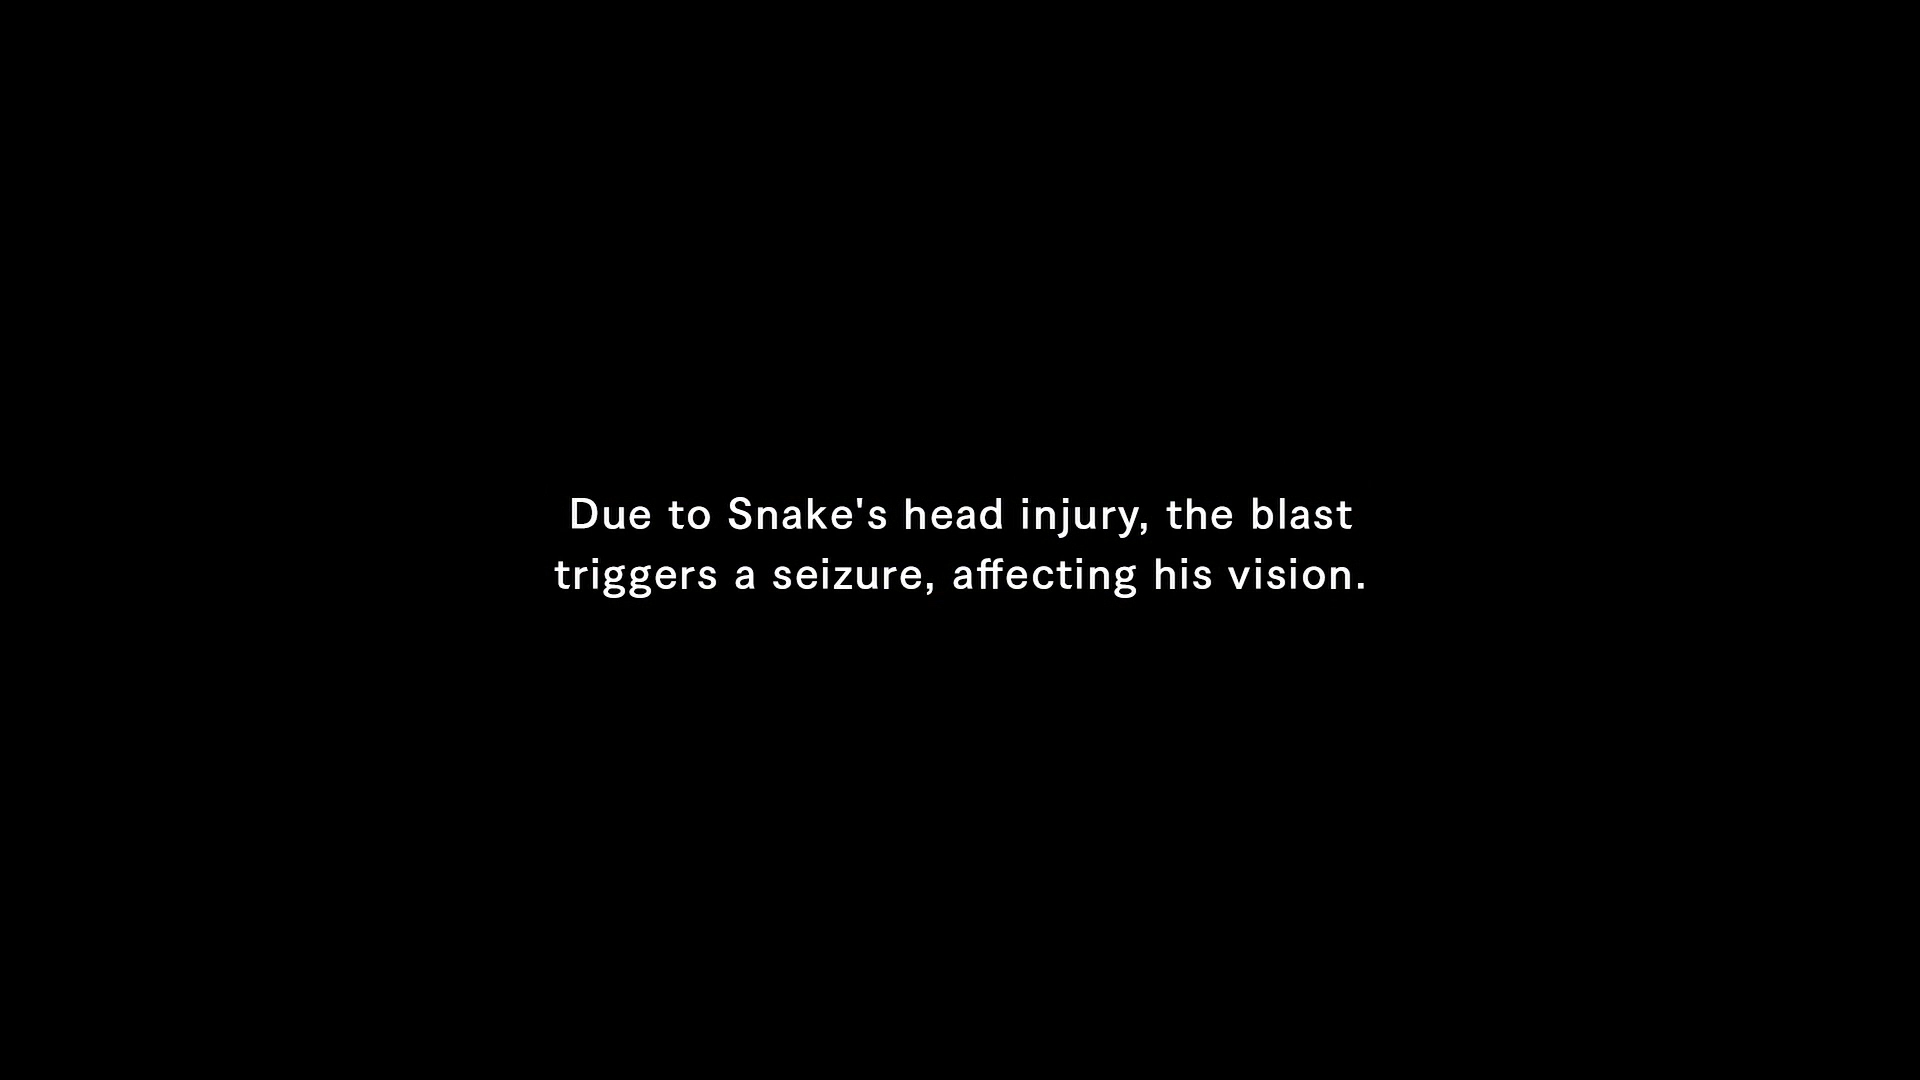 Due to Snake's head injury, the blast
triggers a seizure, affecting his vision.